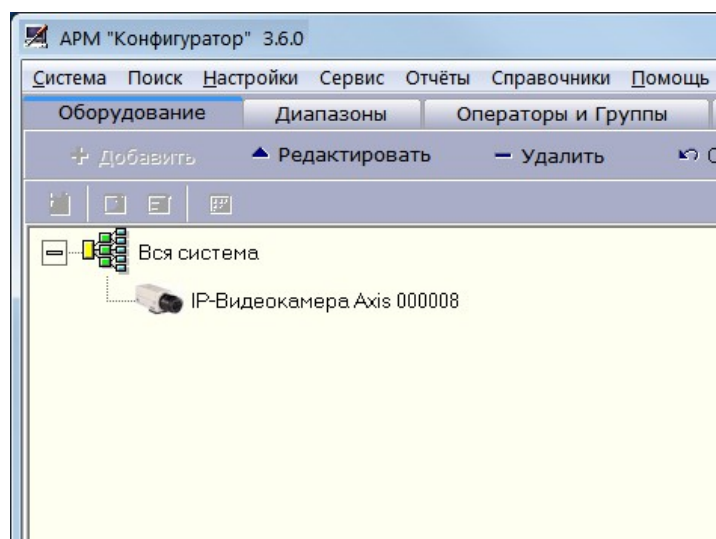 АРМ "Конфигуратор" 3.6.0
Система Поиск Настройки Сервис Отчёты Справочники Помощь
Оборудование Диапазоны Операторы и Группы
Добавить Редактировать Удалить
Вся система
IP-Видеокамера Axis 000008